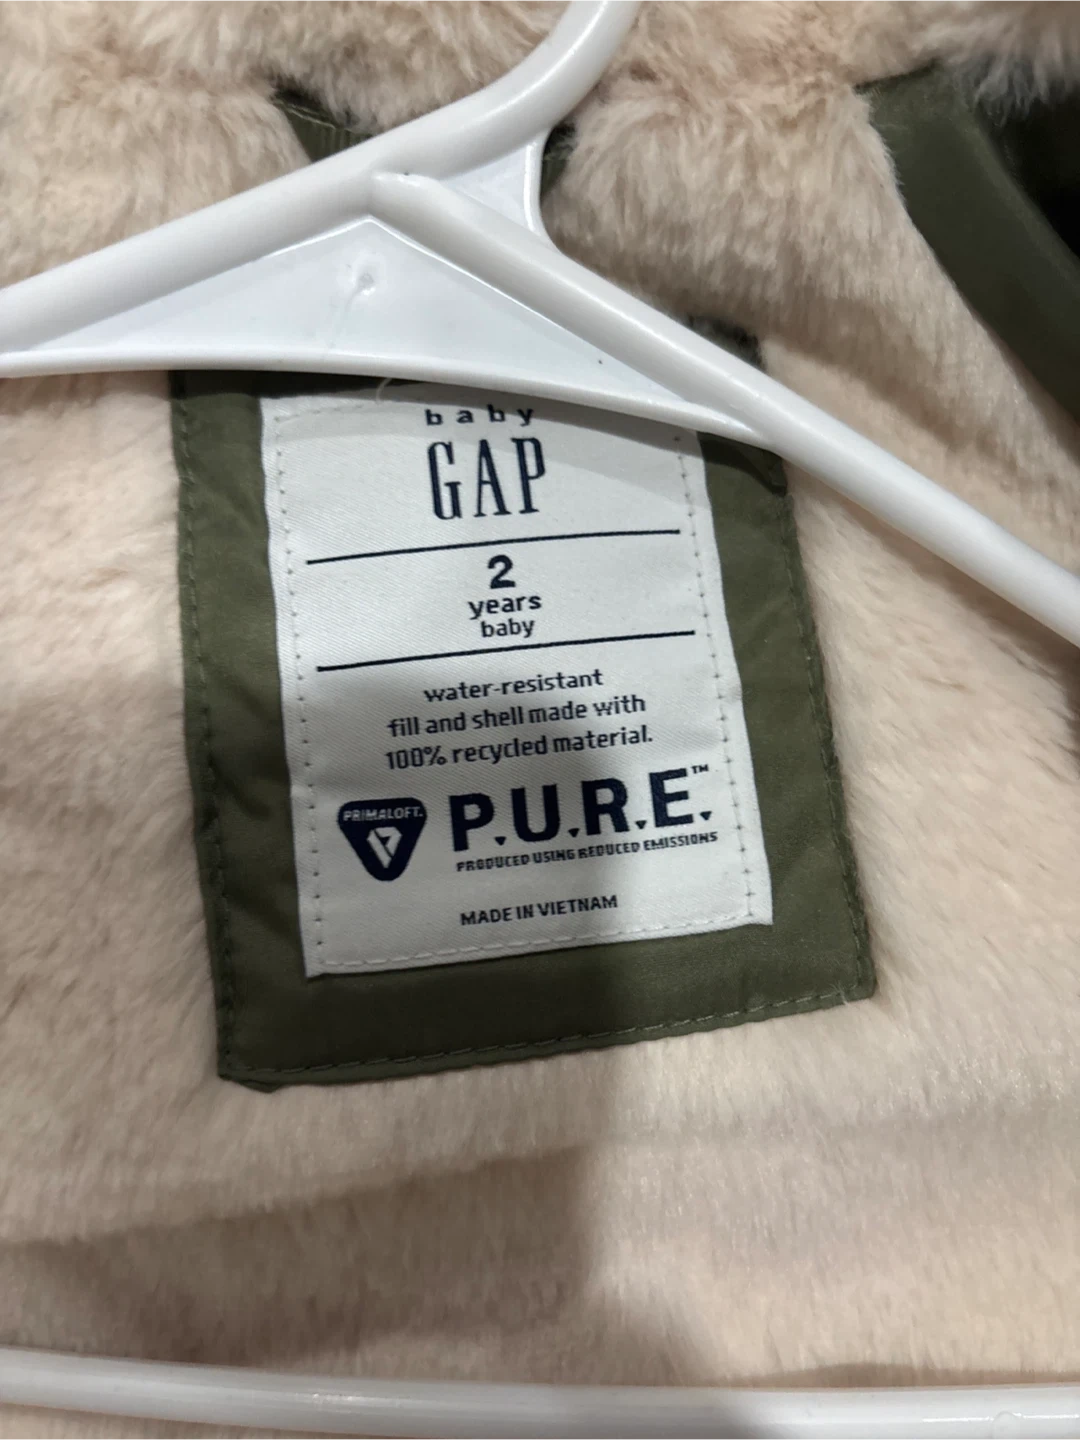 baby
GAP
2
years
baby
water-resistant
fill and shell made with
100% recycled material.
PRIMALOFT®
P.U.R.E.™
PRODUCED USING REDUCED EMISSIONS
MADE IN VIETNAM